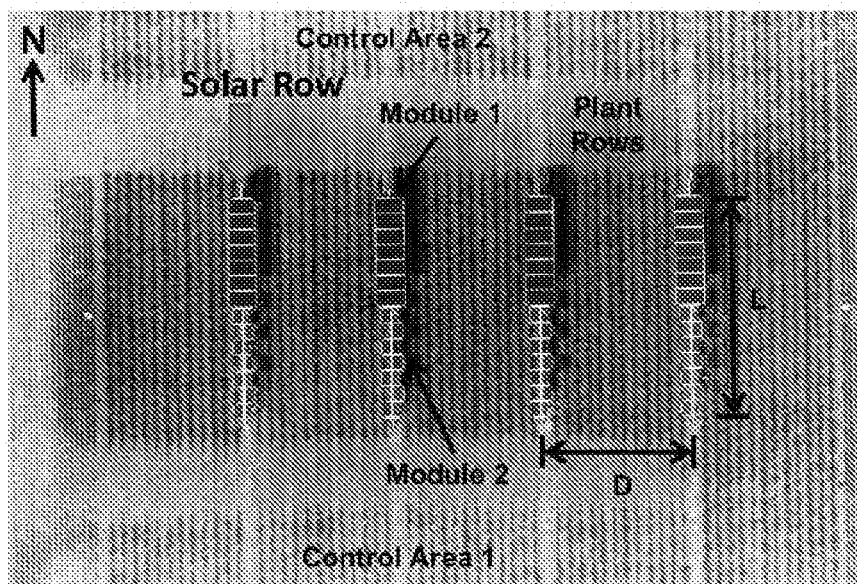 N
Control Area 2
Solar Row
Module 1
Plant
Rows
L
Module 2
D
Control Area 1